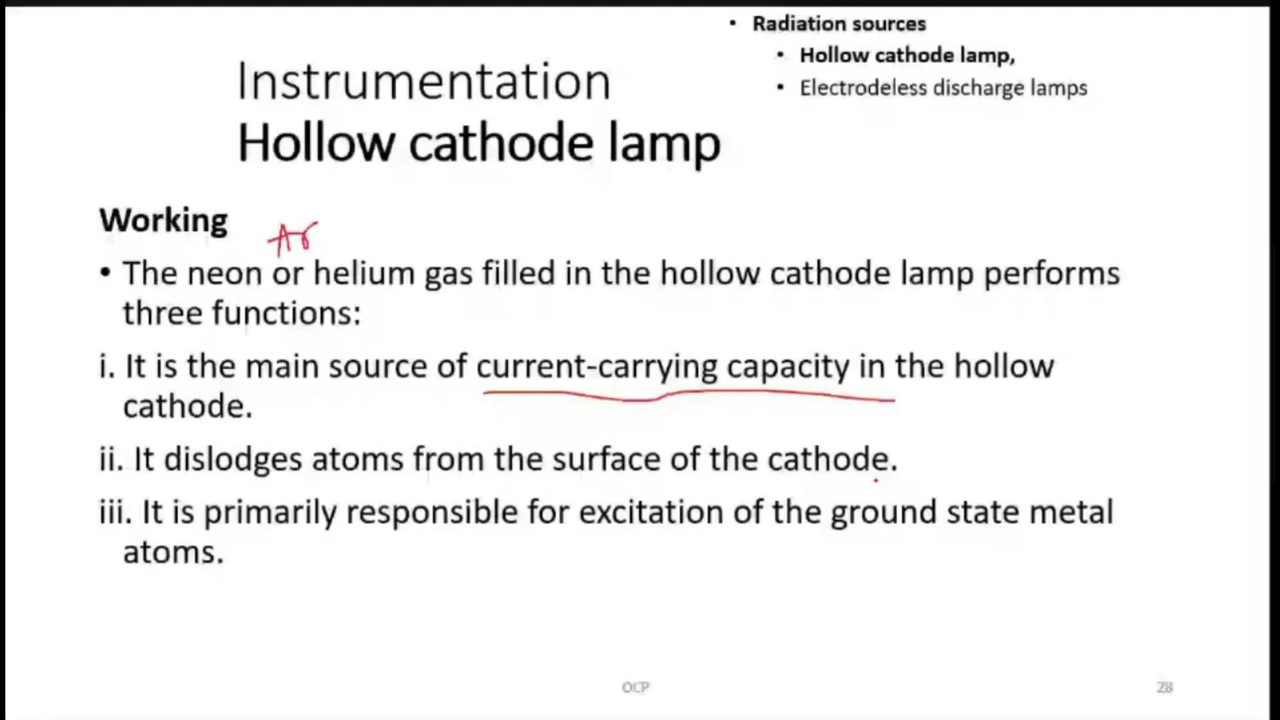 • Radiation sources
• Hollow cathode lamp,
• Electrodeless discharge lamps
Instrumentation
Hollow cathode lamp
Working
Ar
• The neon or helium gas filled in the hollow cathode lamp performs
three functions:
i. It is the main source of current-carrying capacity in the hollow
cathode.
ii. It dislodges atoms from the surface of the cathode.
iii. It is primarily responsible for excitation of the ground state metal
atoms.
OCP
28